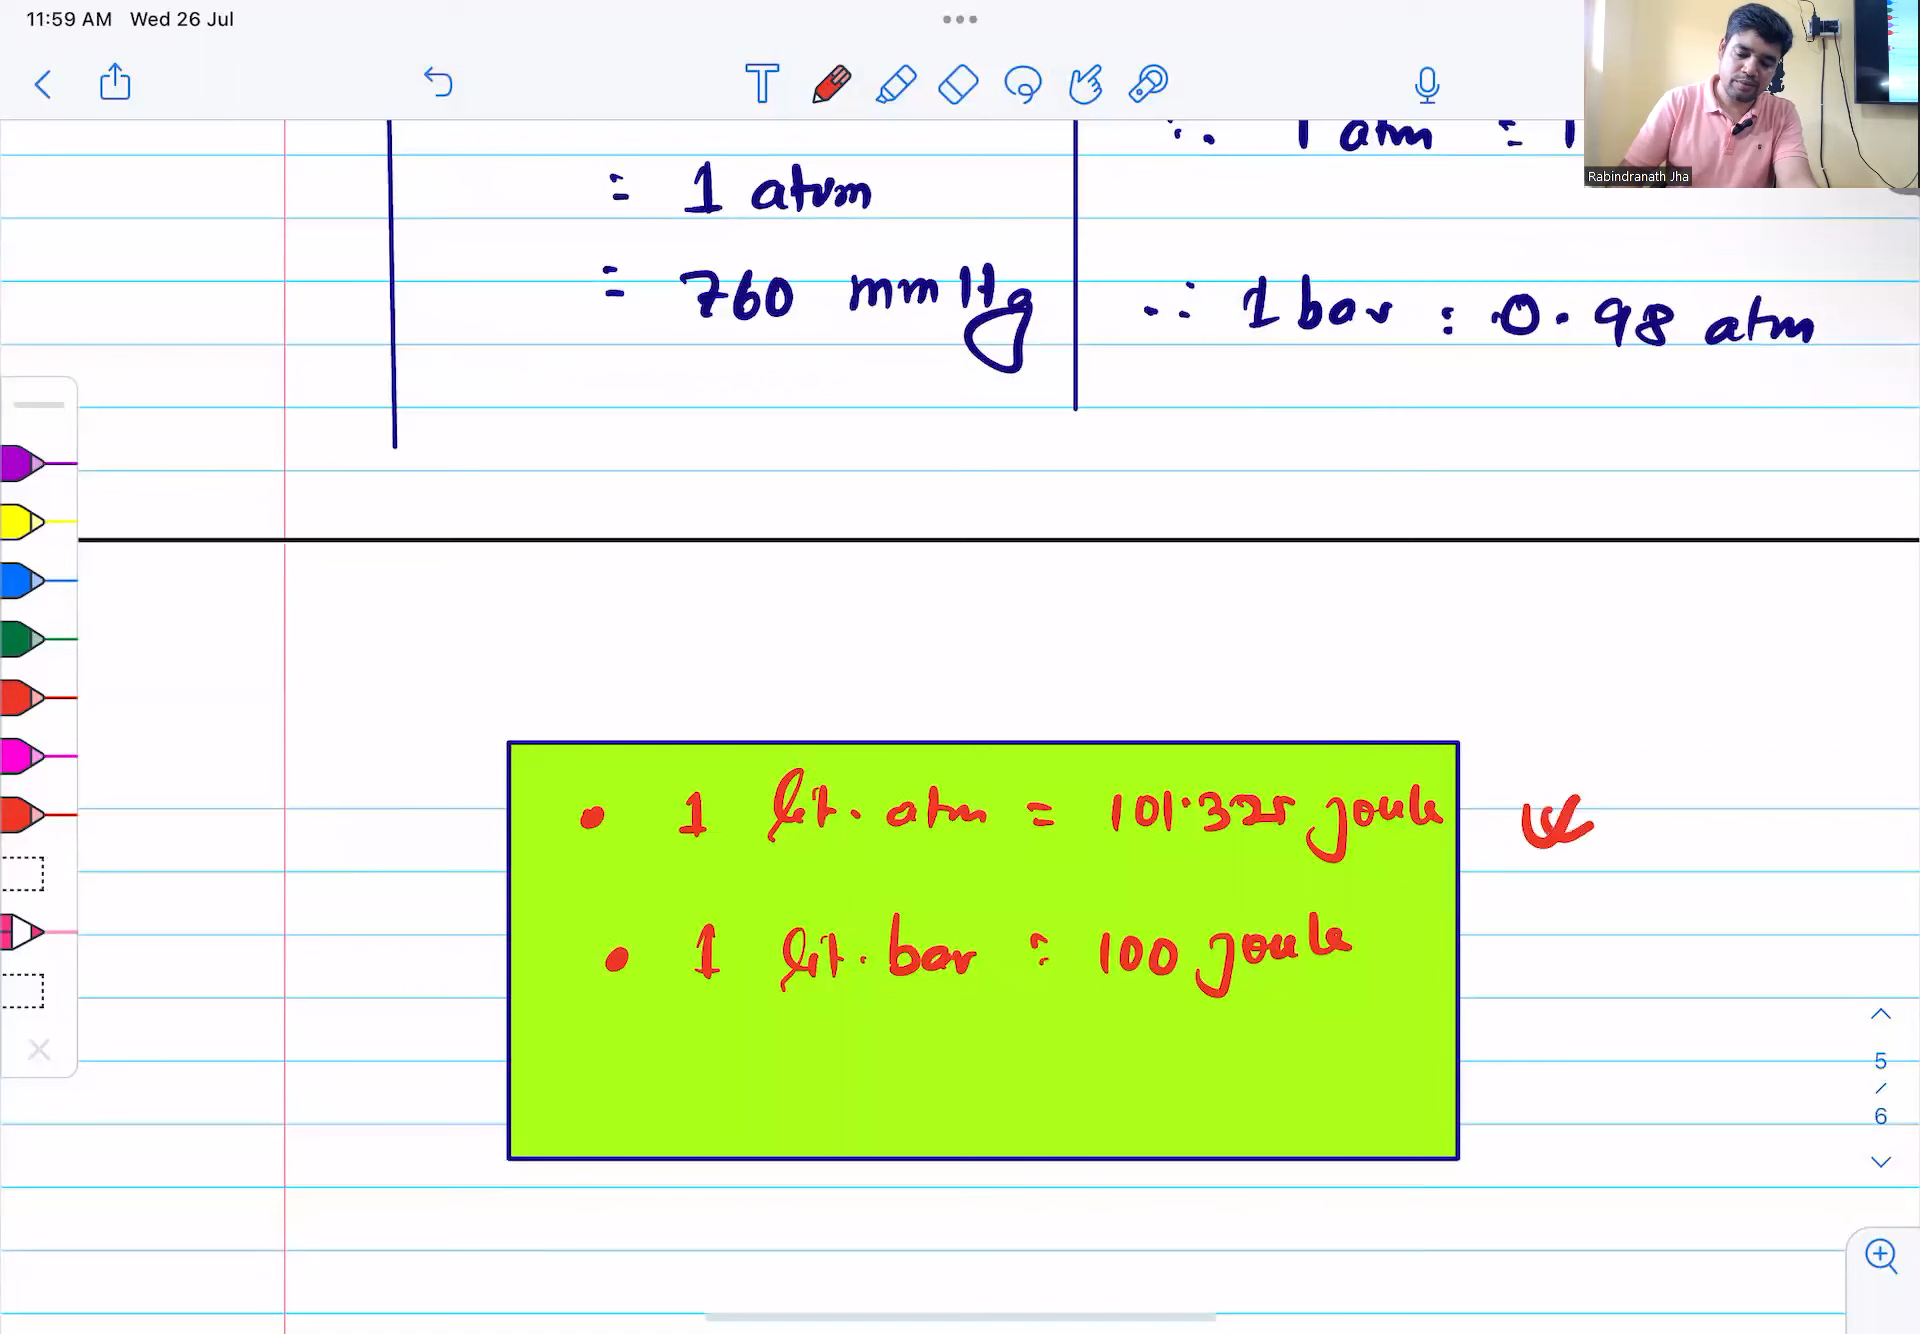 11:59 AM Wed 26 Jul
Rabindranath Jha
∴ 1 atm =
= 1 atm
= 760 mm Hg
∴ 1 bar = 0.98 atm
• 1 lit. atm = 101.325 joule
• 1 lit. bar = 100 joule
5
/
6